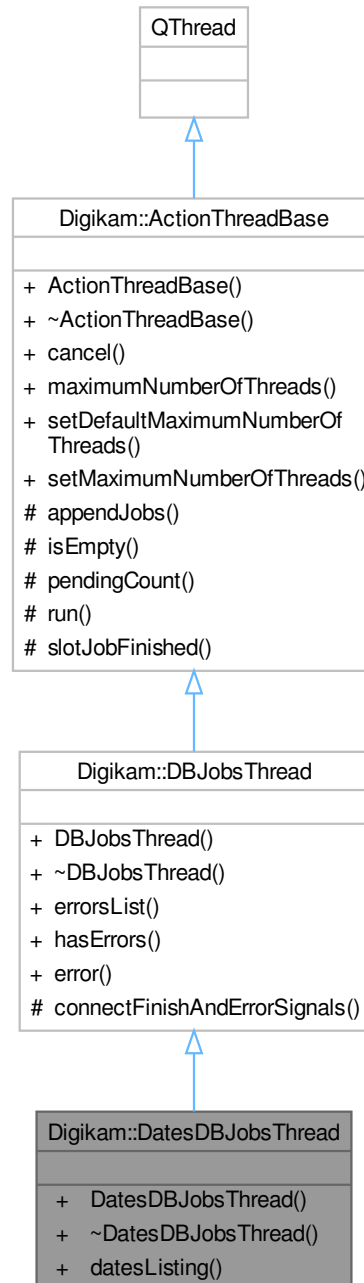 QThread
Digikam::ActionThreadBase
+ ActionThreadBase()
+ ~ActionThreadBase()
+ cancel()
+ maximumNumberOfThreads()
+ setDefaultMaximumNumberOf
Threads()
+ setMaximumNumberOfThreads()
# appendJobs()
# isEmpty()
# pendingCount()
# run()
# slotJobFinished()
Digikam::DBJobsThread
+ DBJobsThread()
+ ~DBJobsThread()
+ errorsList()
+ hasErrors()
+ error()
# connectFinishAndErrorSignals()
Digikam::DatesDBJobsThread
+ DatesDBJobsThread()
+ ~DatesDBJobsThread()
+ datesListing()